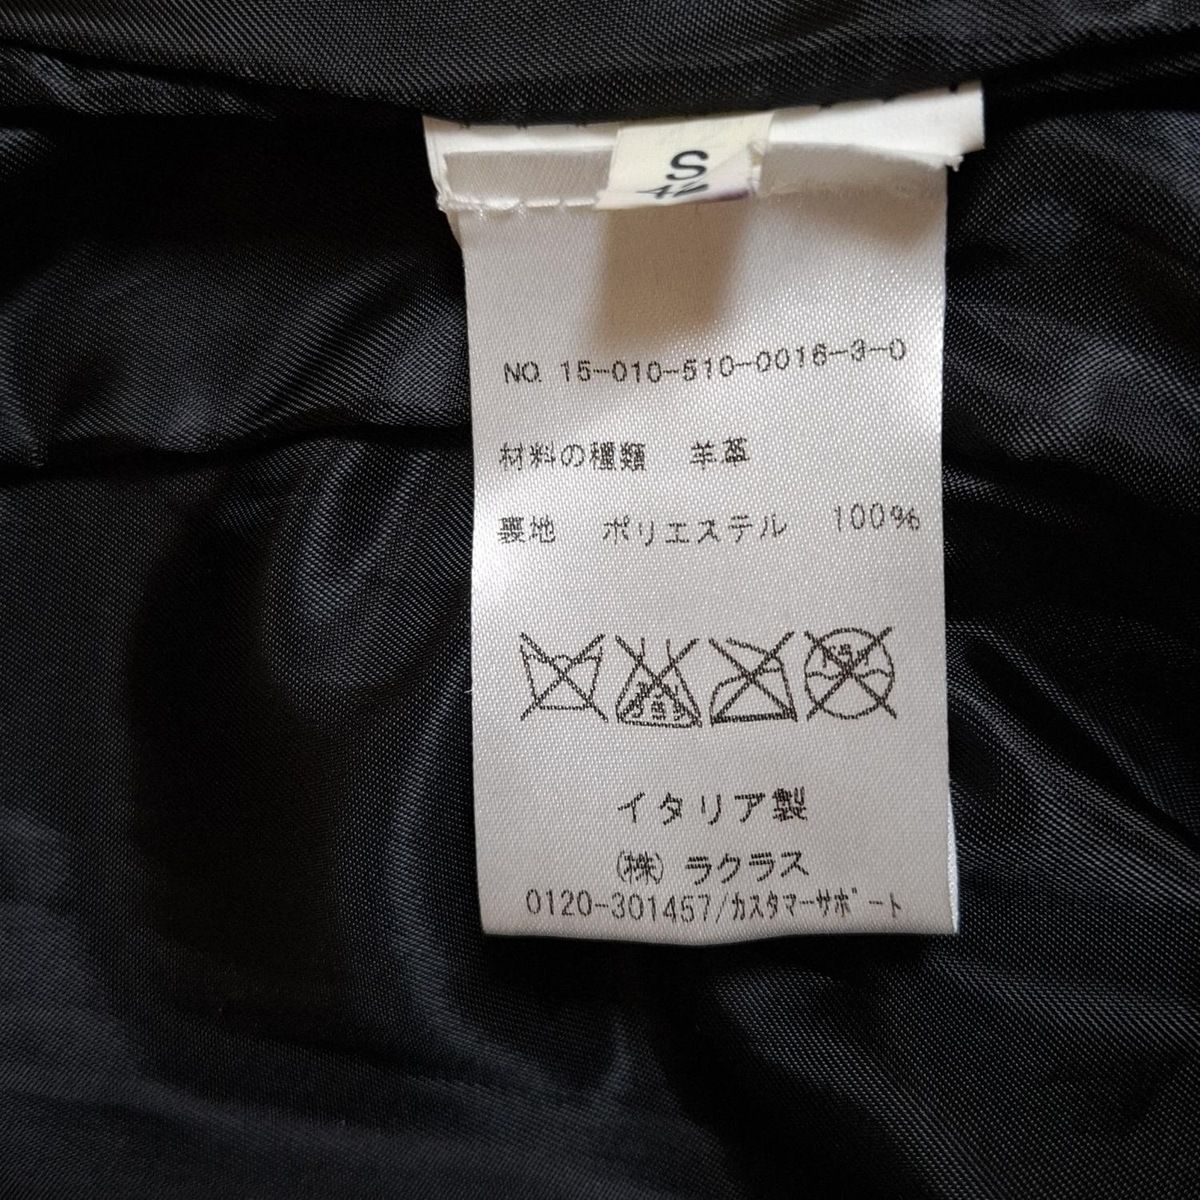 S
42
NO. 15-010-510-0016-3-0
材料の種類 羊革
裏地 ポリエステル 100%
イタリア製
(株) ラクラス
0120-301457/カスタマーサポート